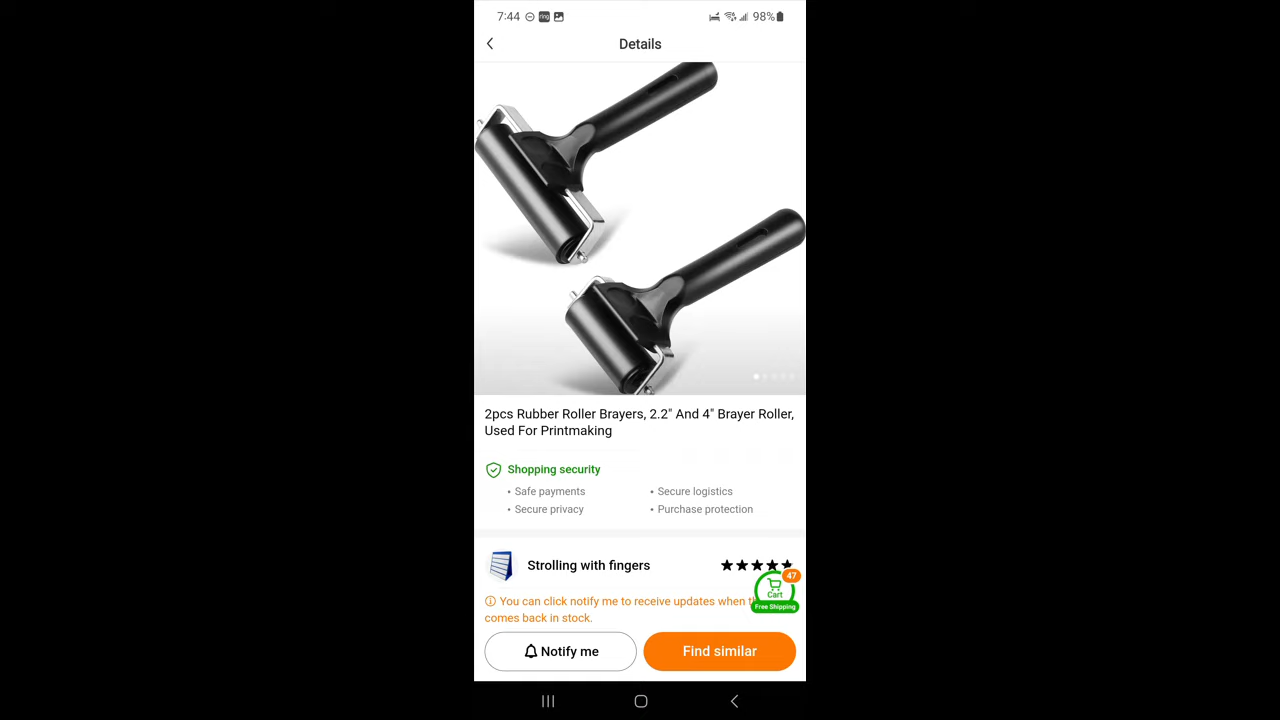 7:44
ring
98%
Details
2pcs Rubber Roller Brayers, 2.2" And 4" Brayer Roller,
Used For Printmaking
Shopping security
• Safe payments
• Secure logistics
• Secure privacy
• Purchase protection
Strolling with fingers
47
Cart
Free Shipping
You can click notify me to receive updates when
comes back in stock.
Notify me
Find similar